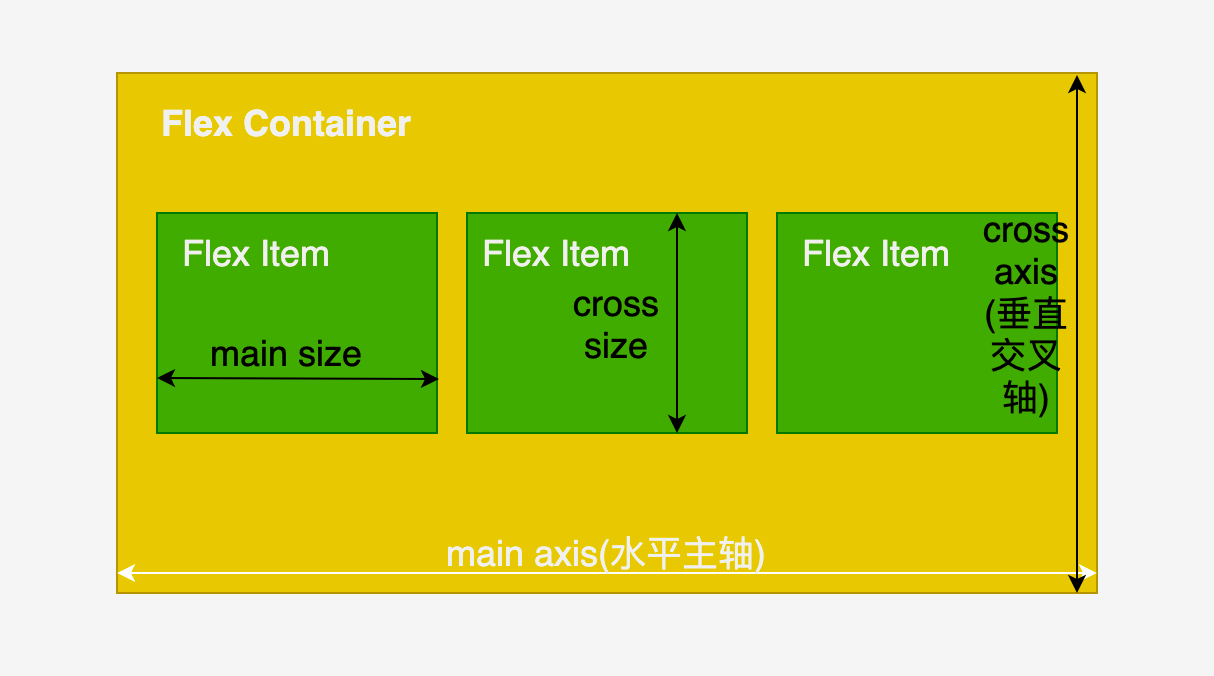 Flex Container
Flex Item
main size
Flex Item
cross
size
Flex Item
cross
axis
(垂直
交叉
轴)
main axis(水平主轴)